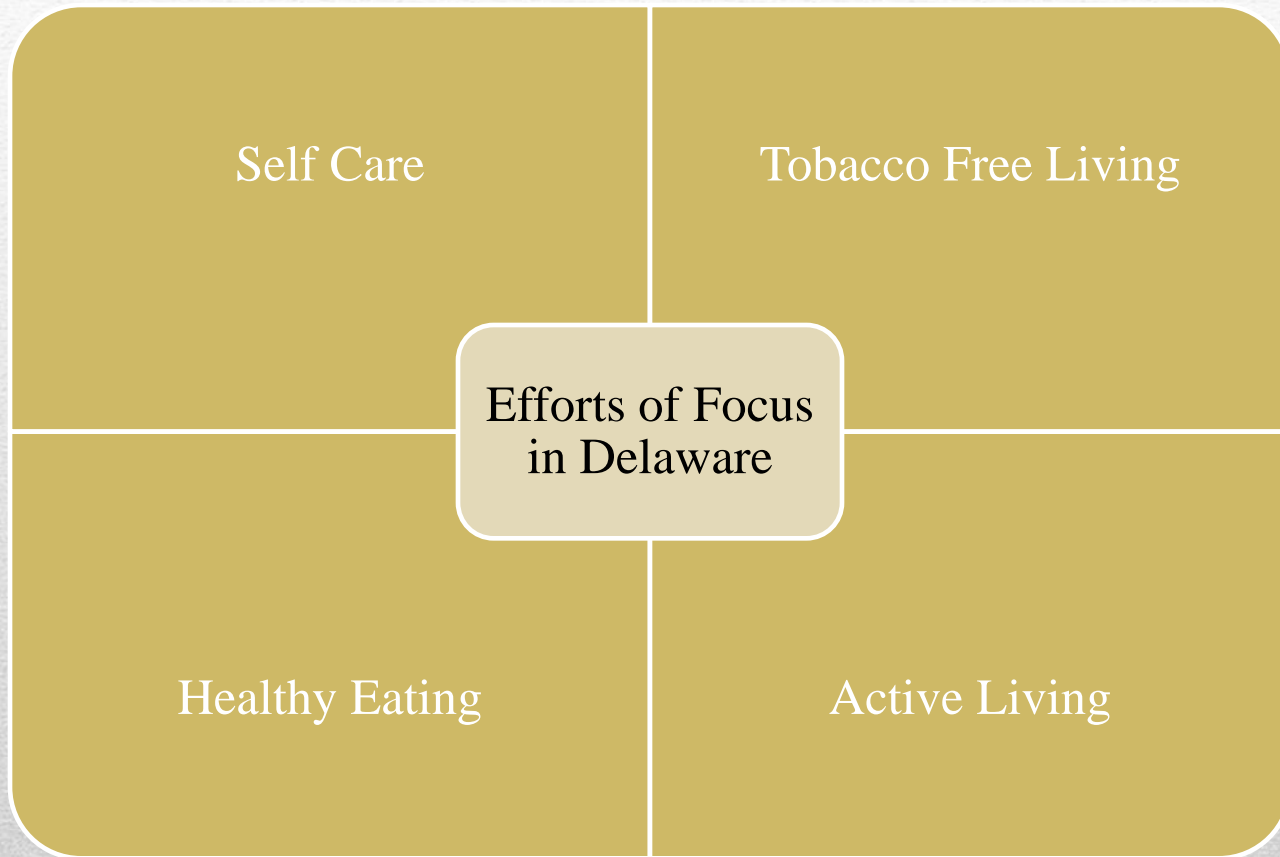 Self Care
Tobacco Free Living
Efforts of Focus
in Delaware
Healthy Eating
Active Living